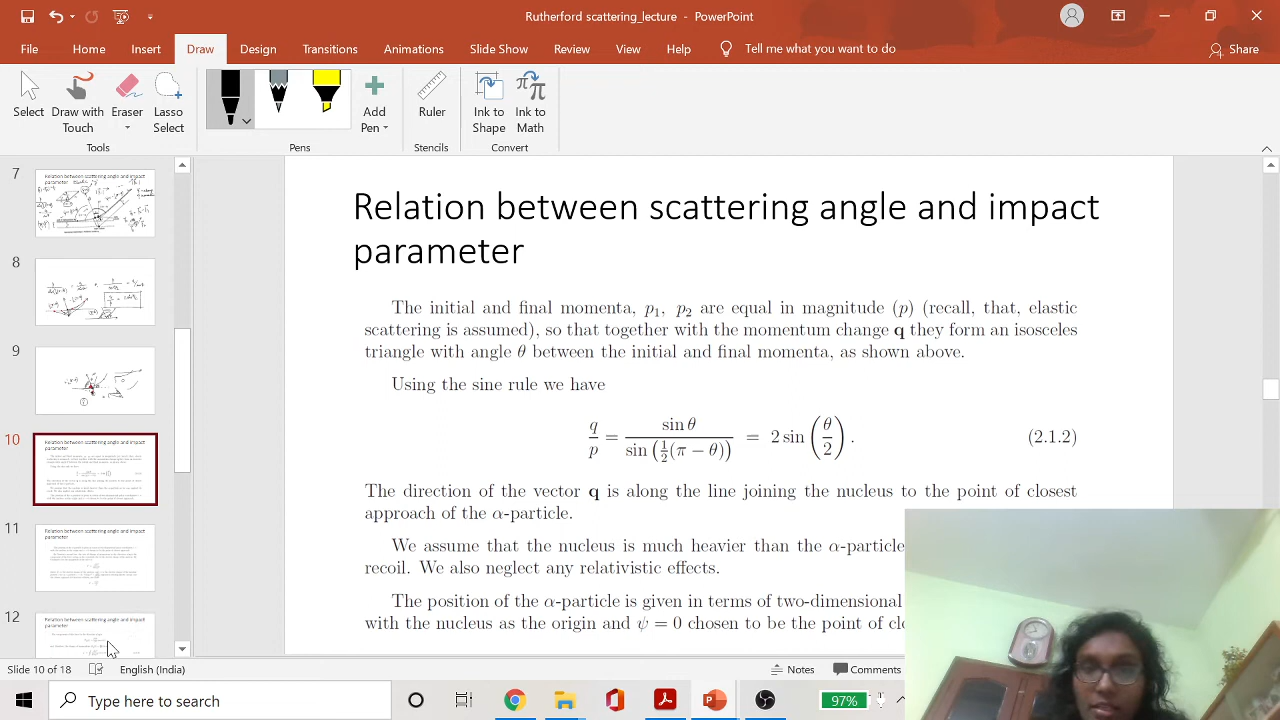 Rutherford scattering_lecture - PowerPoint
File Home Insert Draw Design Transitions Animations Slide Show Review View Help Tell me what you want to do Share
Select
Draw with Touch
Eraser
Lasso Select
Add Pen
Ruler
Ink to Shape
Ink to Math
Tools Pens Stencils Convert
7
8
9
10
11
12
Relation between scattering angle and impact
parameter
The initial and final momenta, p₁, p₂ are equal in magnitude (p) (recall, that, elastic
scattering is assumed), so that together with the momentum change q they form an isosceles
triangle with angle θ between the initial and final momenta, as shown above.
Using the sine rule we have
q/p = sin θ / sin (½(π − θ)) = 2 sin (θ/2). (2.1.2)
The direction of the vector q is along the line joining the nucleus to the point of closest
approach of the α-particle.
We assume that the nucleus is much heavier than the α-particle
recoil. We also neglect any relativistic effects.
The position of the α-particle is given in terms of two-dimensional
with the nucleus as the origin and ψ = 0 chosen to be the point of
Slide 10 of 18 English (India) Notes Comments
Type here to search 97%